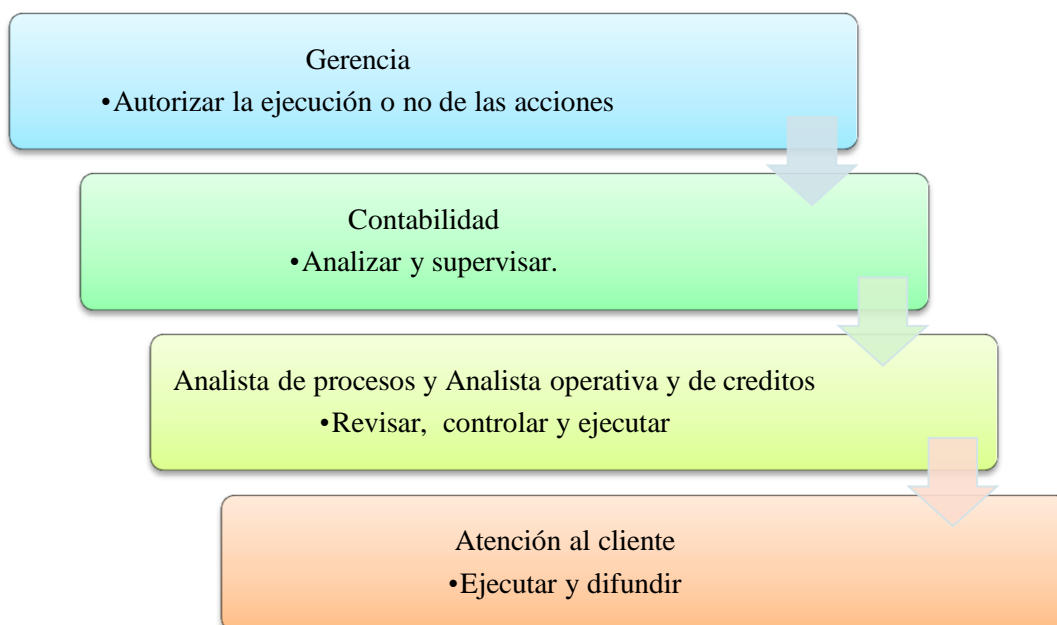 Gerencia
•Autorizar la ejecución o no de las acciones
Contabilidad
•Analizar y supervisar.
Analista de procesos y Analista operativa y de creditos
•Revisar, controlar y ejecutar
Atención al cliente
•Ejecutar y difundir